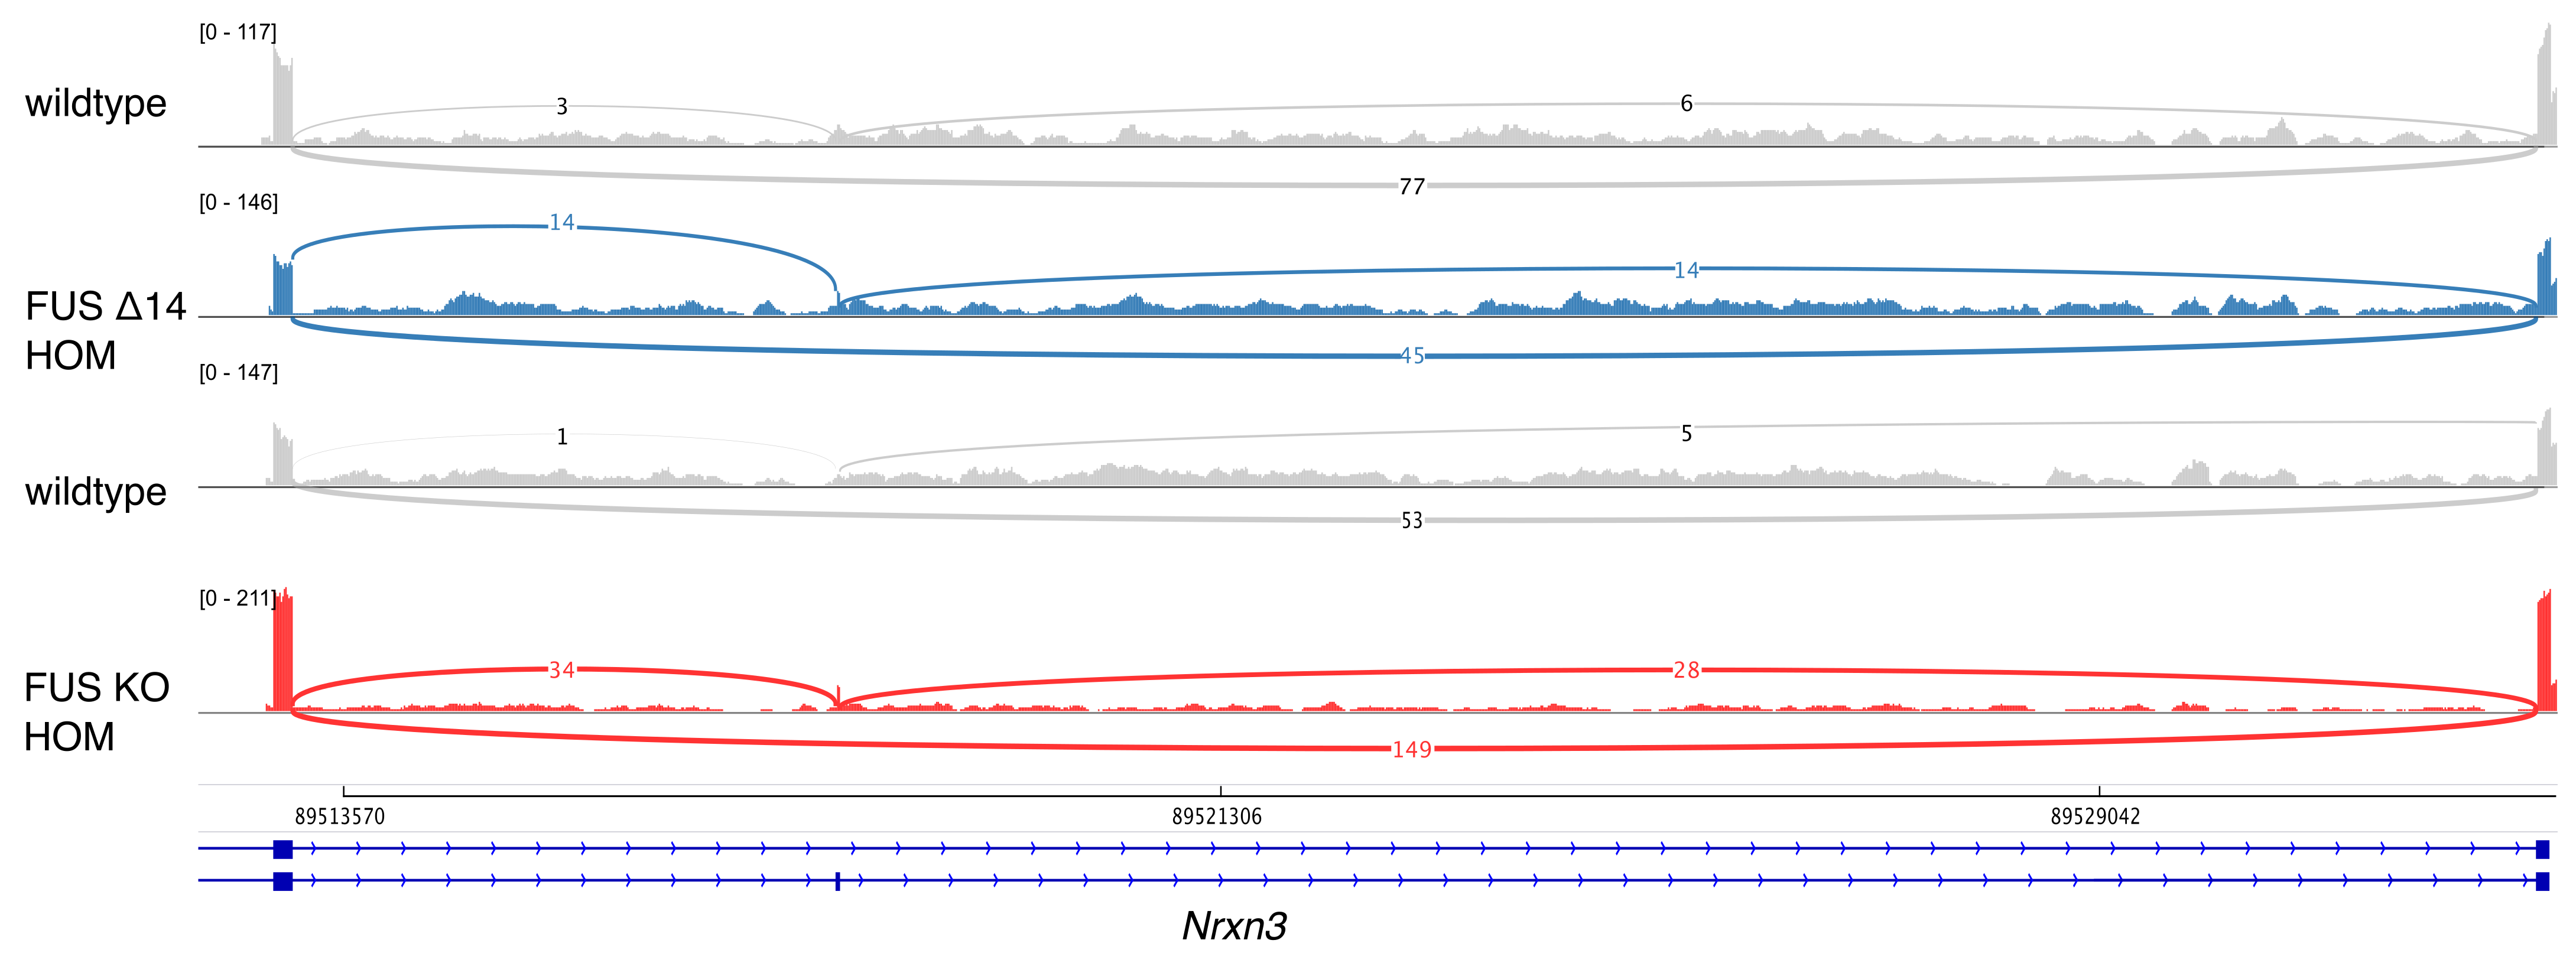 [0 - 117]
wildtype
3
6
77
[0 - 146]
14
14
FUS Δ14
HOM
45
[0 - 147]
1
5
wildtype
53
[0 - 211]
34
28
FUS KO
HOM
149
89513570 89521306 89529042
Nrxn3